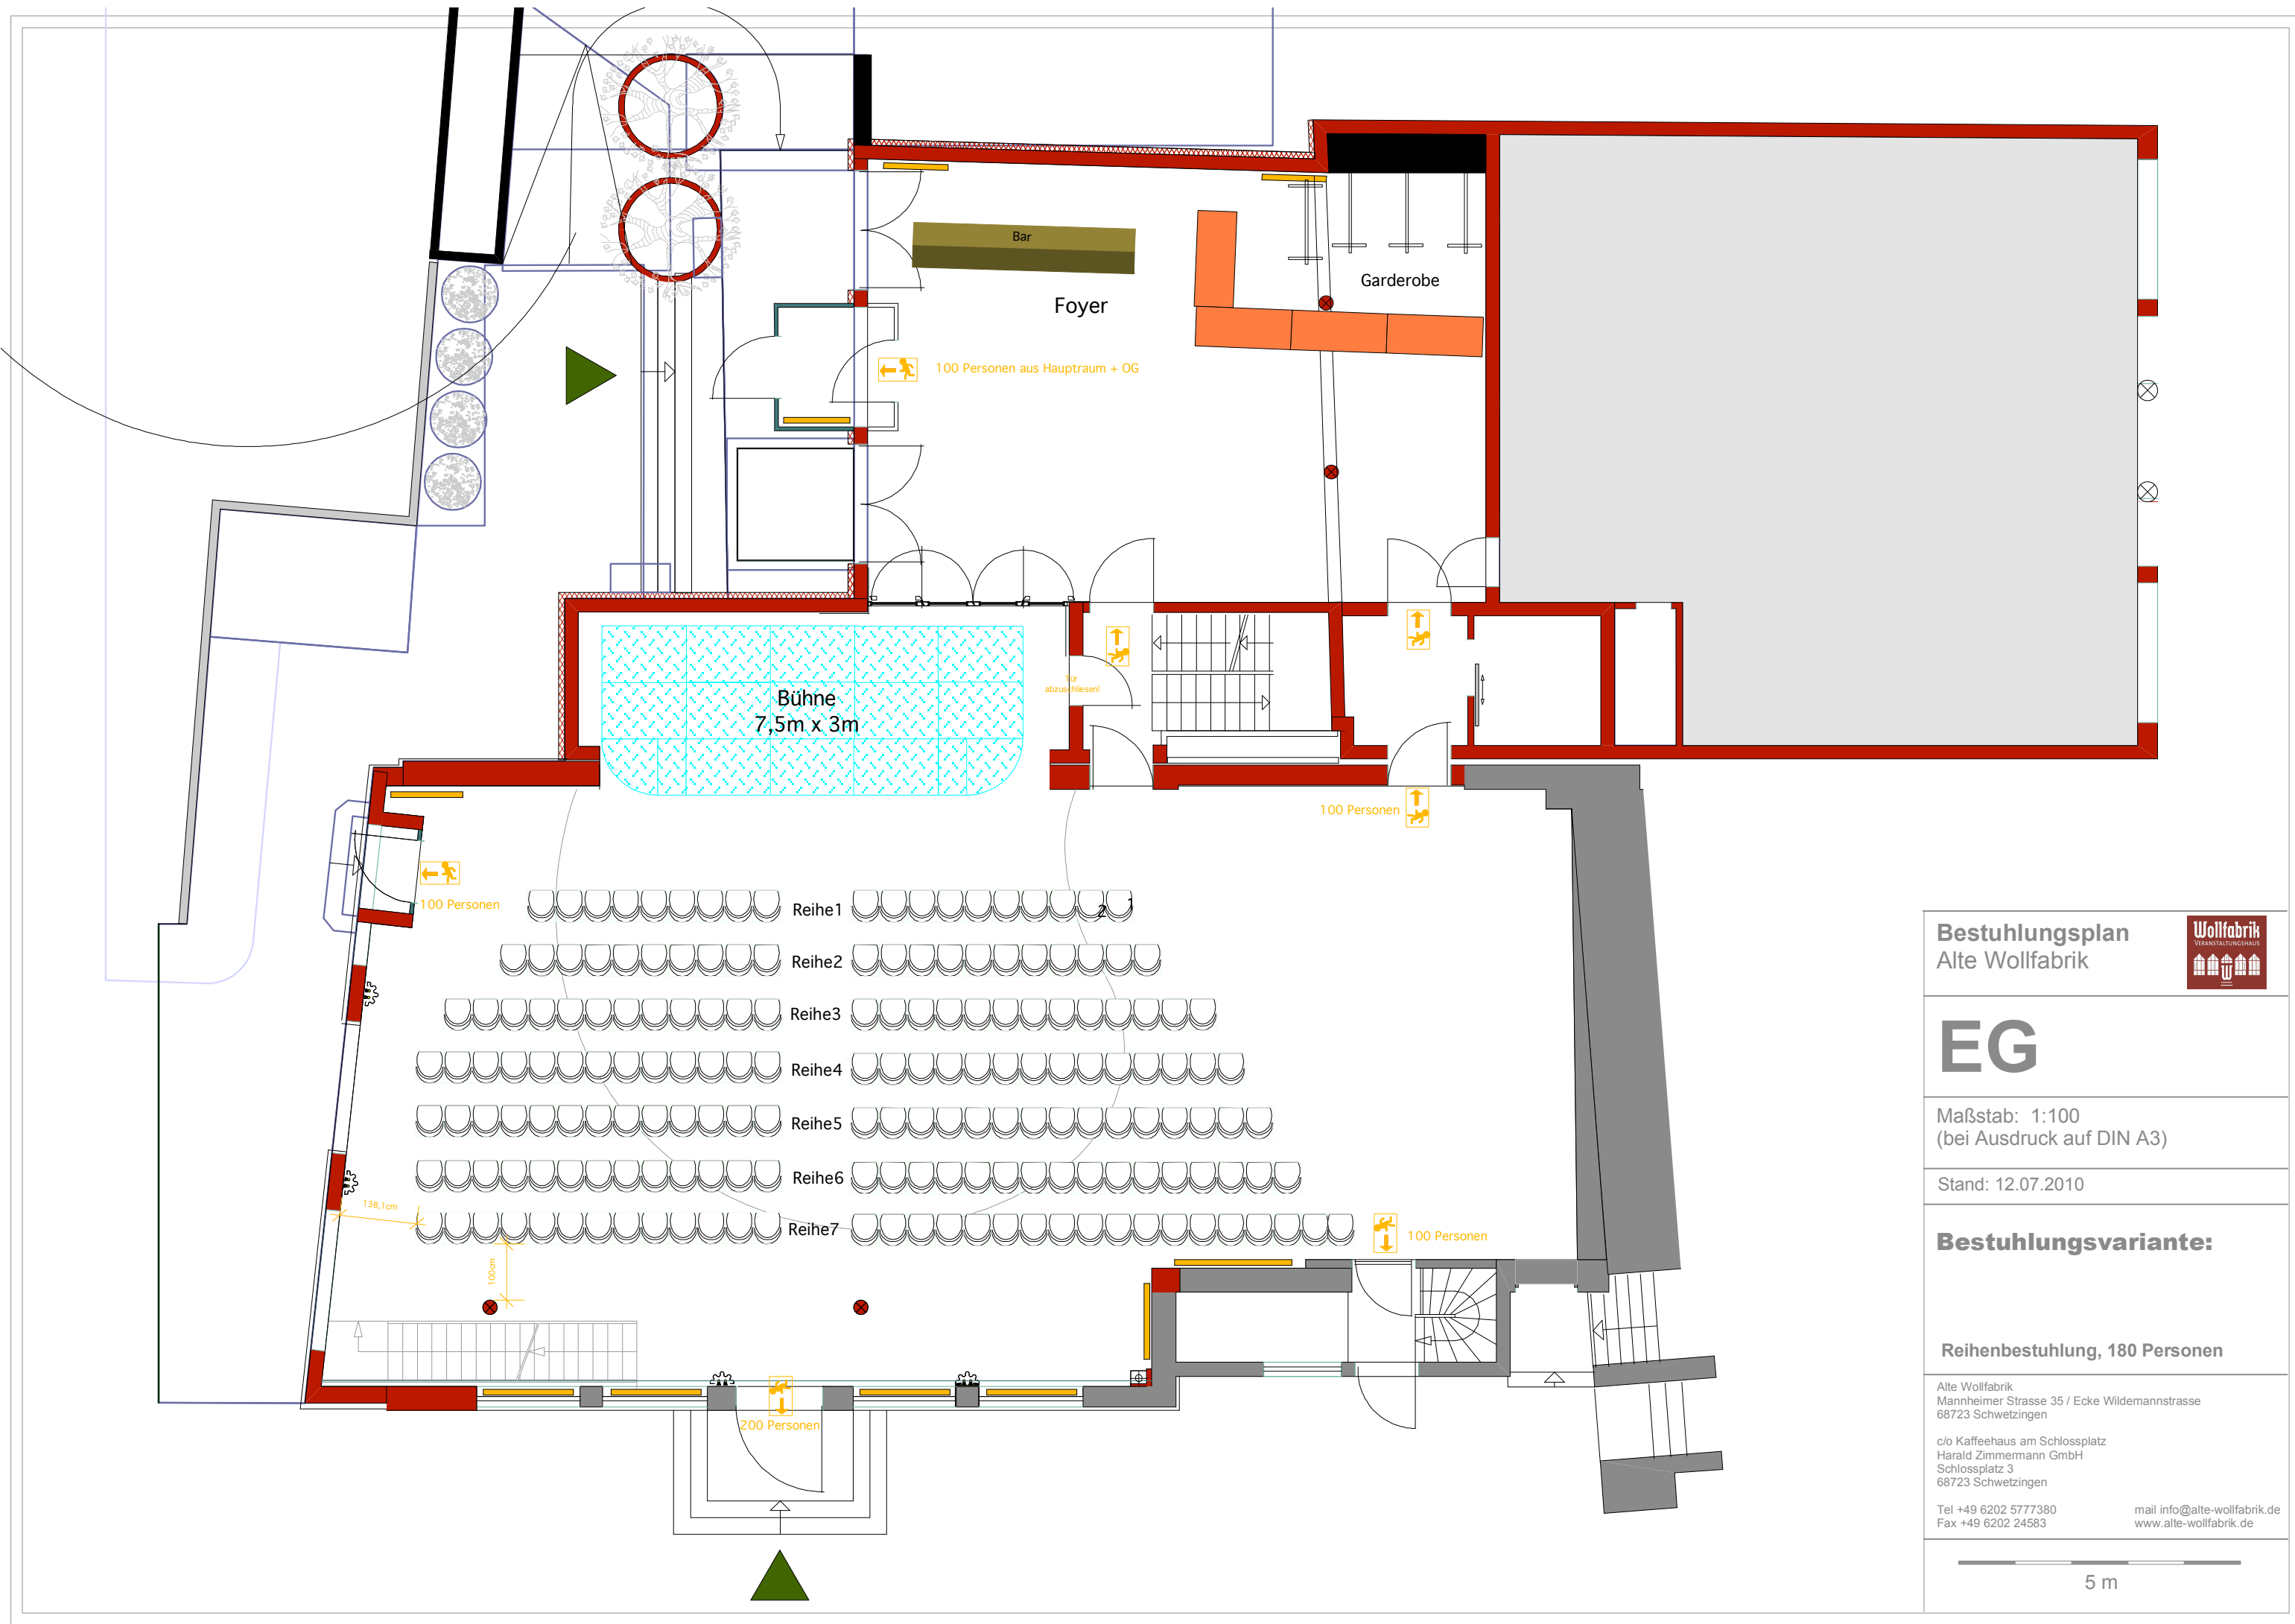 Bar
Garderobe
Foyer
100 Personen aus Hauptraum + OG
Tür
abzuschliesen!
Bühne
7,5m x 3m
100 Personen
100 Personen
Reihe1
2
1
Reihe2
Reihe3
Reihe4
Reihe5
Reihe6
138,1cm
Reihe7
100 Personen
100cm
200 Personen
Bestuhlungsplan
Alte Wollfabrik
Wollfabrik
VERANSTALTUNGSHAUS
W
EG
Maßstab: 1:100
(bei Ausdruck auf DIN A3)
Stand: 12.07.2010
Bestuhlungsvariante:
Reihenbestuhlung, 180 Personen
Alte Wollfabrik
Mannheimer Strasse 35 / Ecke Wildemannstrasse
68723 Schwetzingen
c/o Kaffeehaus am Schlossplatz
Harald Zimmermann GmbH
Schlossplatz 3
68723 Schwetzingen
Tel +49 6202 5777380 mail info@alte-wollfabrik.de
Fax +49 6202 24583 www.alte-wollfabrik.de
5 m